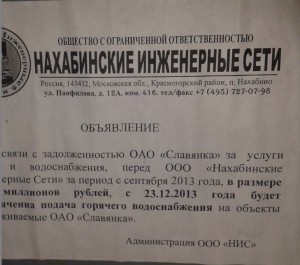 ОБЩЕСТВО С ОГРАНИЧЕННОЙ ОТВЕТСТВЕННОСТЬЮ
НАХАБИНСКИЕ ИНЖЕНЕРНЫЕ СЕТИ
Россия, 143432, Московская обл., Красногорский район, п. Нахабино
ул. Панфилова, д. 12А, ком. 416. тел/факс +7 (495) 727-07-98
ОБЪЯВЛЕНИЕ
связи с задолженностью ОАО «Славянка» за услуги
и водоснабжения, перед ООО «Нахабинские
ерные Сети» за период с сентября 2013 года, в размере
миллионов рублей, с 23.12.2013 года будет
ачена подача горячего водоснабжения на объекты
киваемые ОАО «Славянка».
Администрация ООО «НИС»